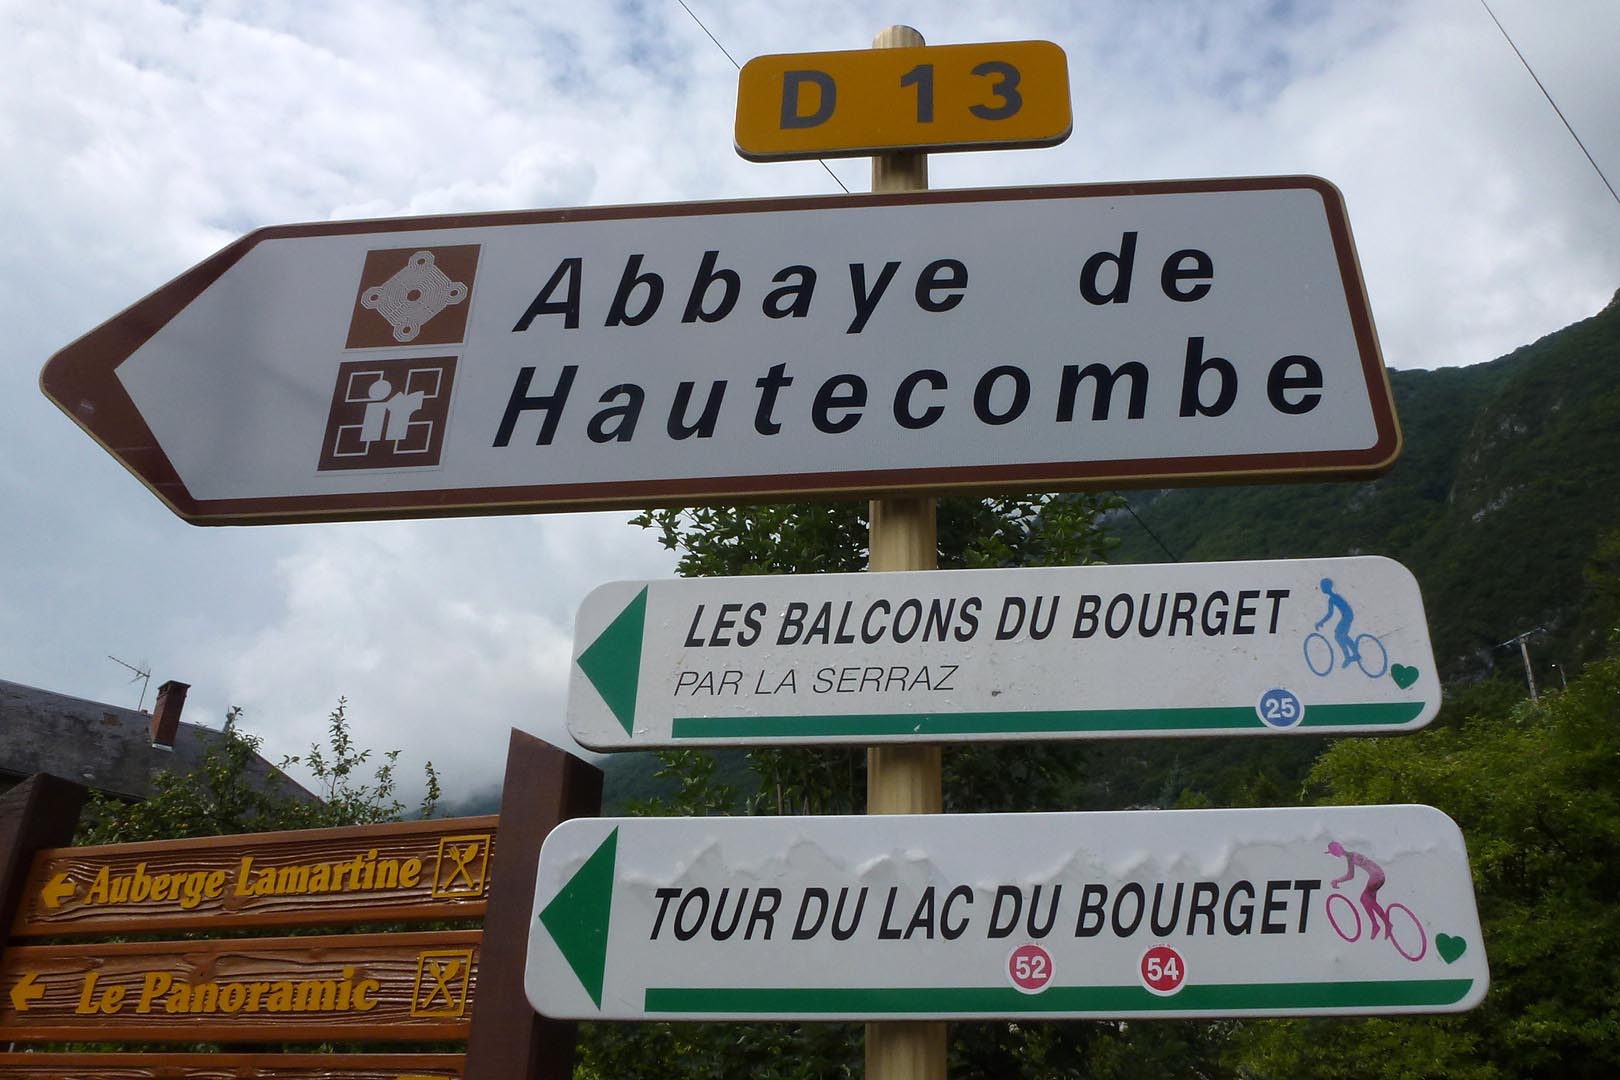 D 13
Abbaye de
Hautecombe
LES BALCONS DU BOURGET
PAR LA SERRAZ
25
TOUR DU LAC DU BOURGET
52 54
Auberge Lamartine
Le Panoramic